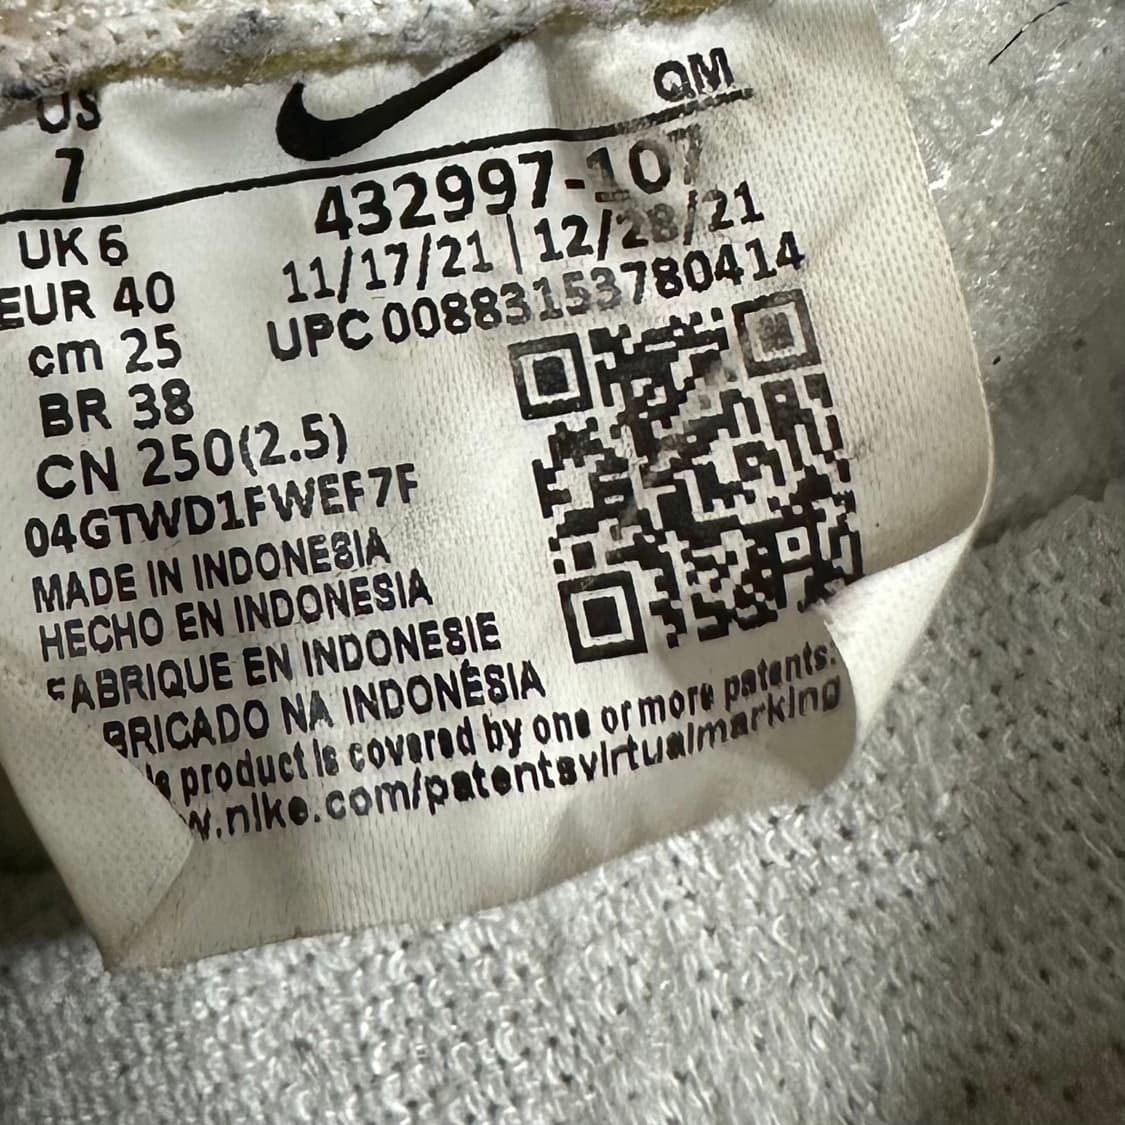 US QM
7
432997-107
UK 6
11/17/21 | 12/28/21
EUR 40
UPC 00883153780414
cm 25
BR 38
CN 250(2.5)
04GTWD1FWEF7F
MADE IN INDONESIA
HECHO EN INDONESIA
FABRIQUE EN INDONESIE
BRICADO NA INDONÉSIA
product is covered by one or more patents.
w.nike.com/patentsvirtualmarking